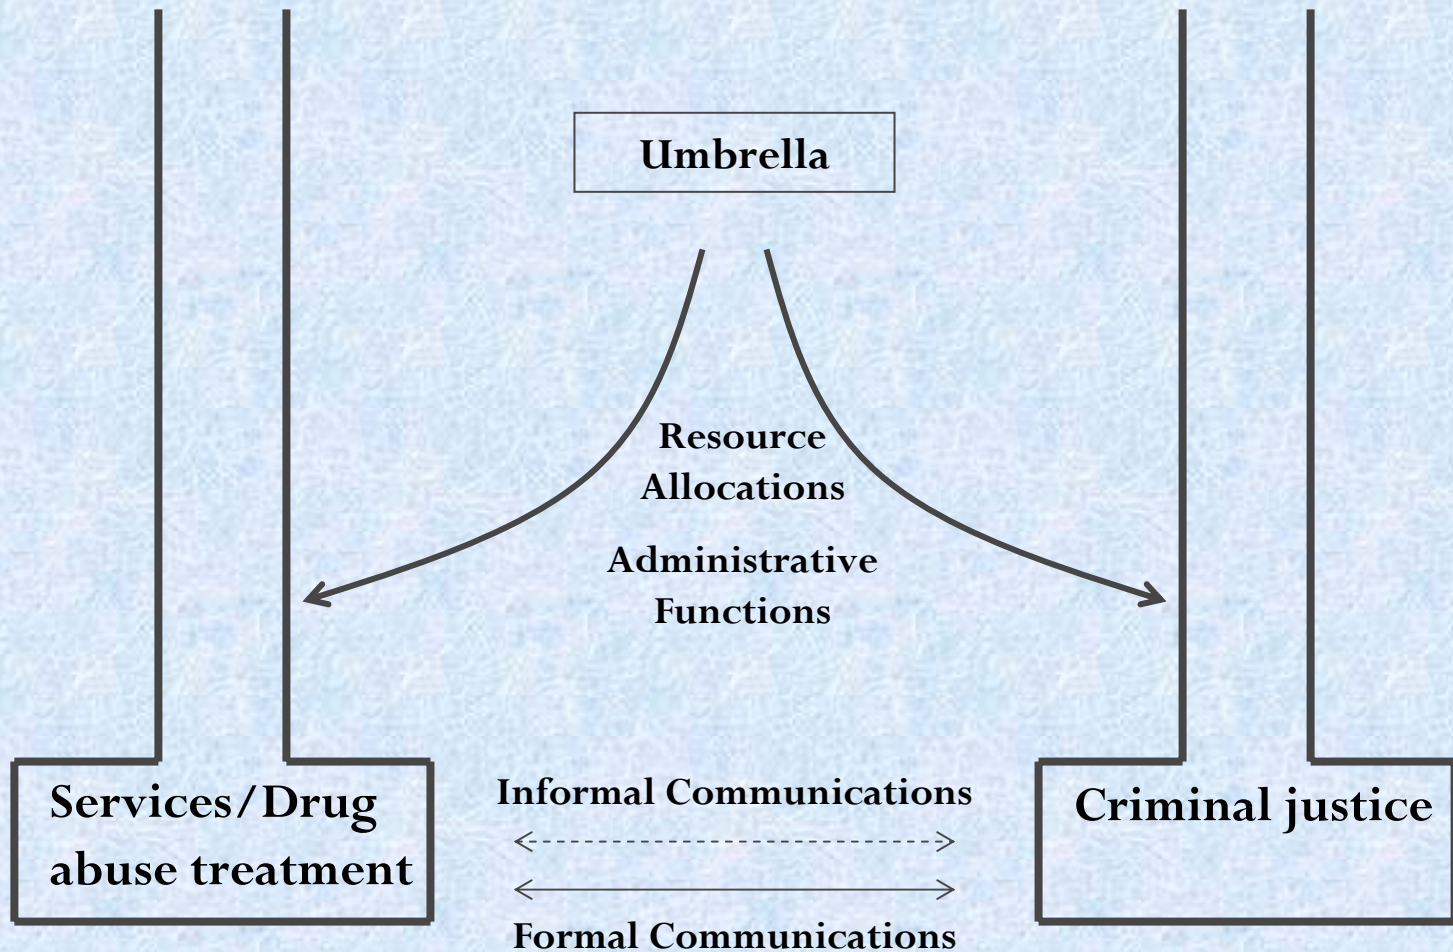 Umbrella
Resource
Allocations
Administrative
Functions
Services/Drug
abuse treatment
Informal Communications
Formal Communications
Criminal justice